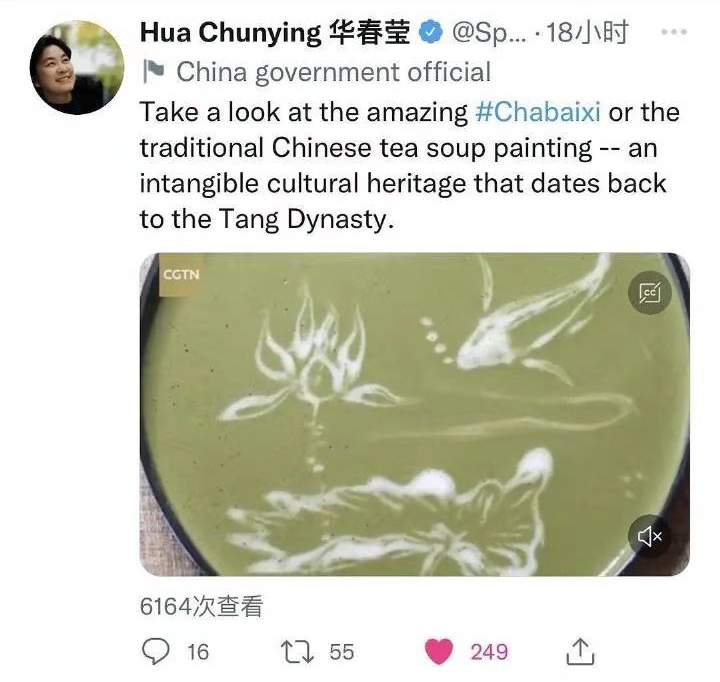 Hua Chunying 华春莹 @Sp... · 18小时
China government official
Take a look at the amazing #Chabaixi or the
traditional Chinese tea soup painting -- an
intangible cultural heritage that dates back
to the Tang Dynasty.
CGTN
CC
6164次查看
16 55 249